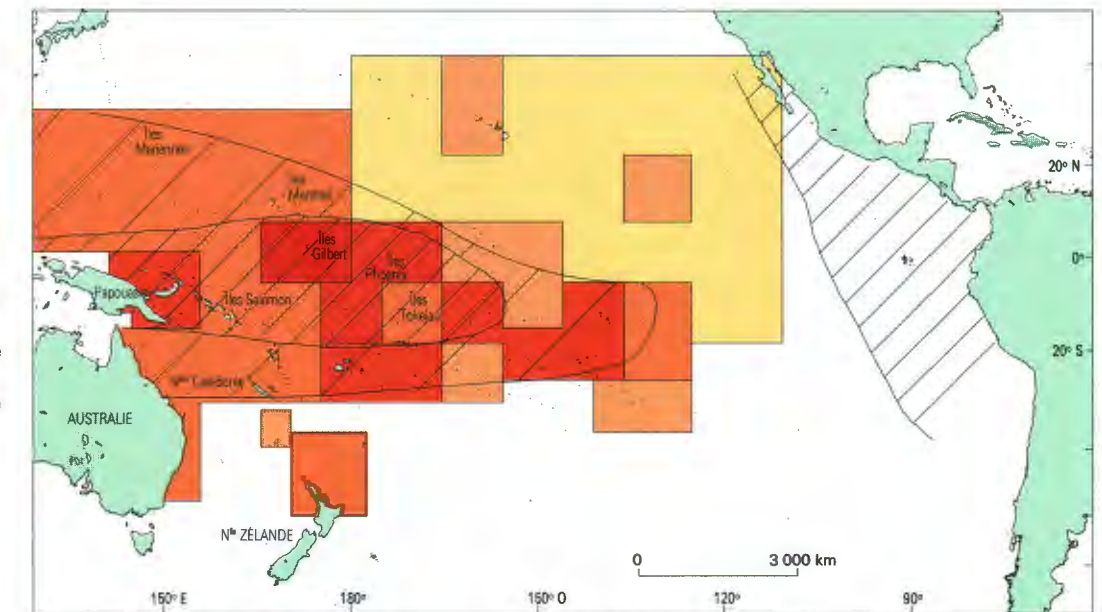 Îles
Mariannes
Îles
Marshall
20° N
Îles
Gilbert
Îles
Phoenix
0°
Papouasie
Îles Salomon
Îles
Tokelau
20° S
Nlle Calédonie
AUSTRALIE
Nlle ZÉLANDE
0 3 000 km
150° E 180° 150° O 120° 90°